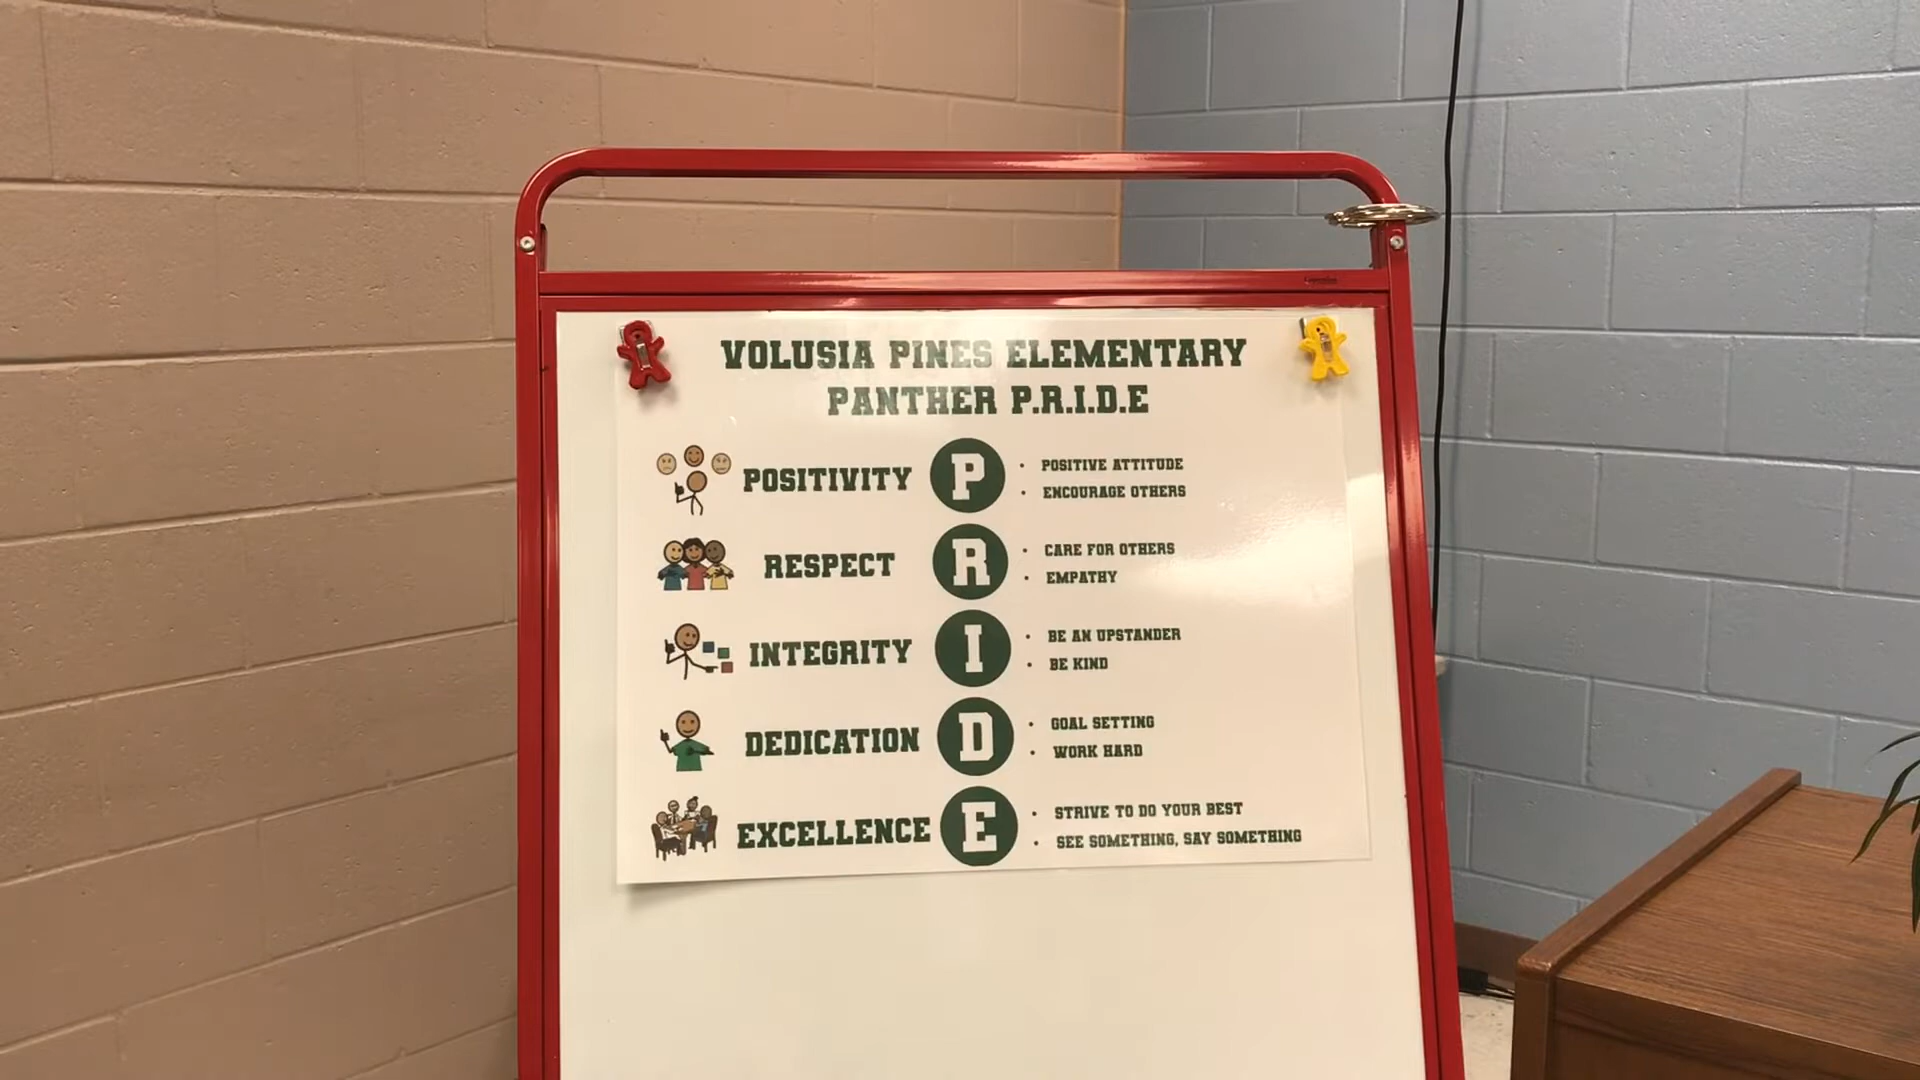 VOLUSIA PINES ELEMENTARY
PANTHER P.R.I.D.E
POSITIVITY P • POSITIVE ATTITUDE
• ENCOURAGE OTHERS
RESPECT R • CARE FOR OTHERS
• EMPATHY
INTEGRITY I • BE AN UPSTANDER
• BE KIND
DEDICATION D • GOAL SETTING
• WORK HARD
EXCELLENCE E • STRIVE TO DO YOUR BEST
• SEE SOMETHING, SAY SOMETHING